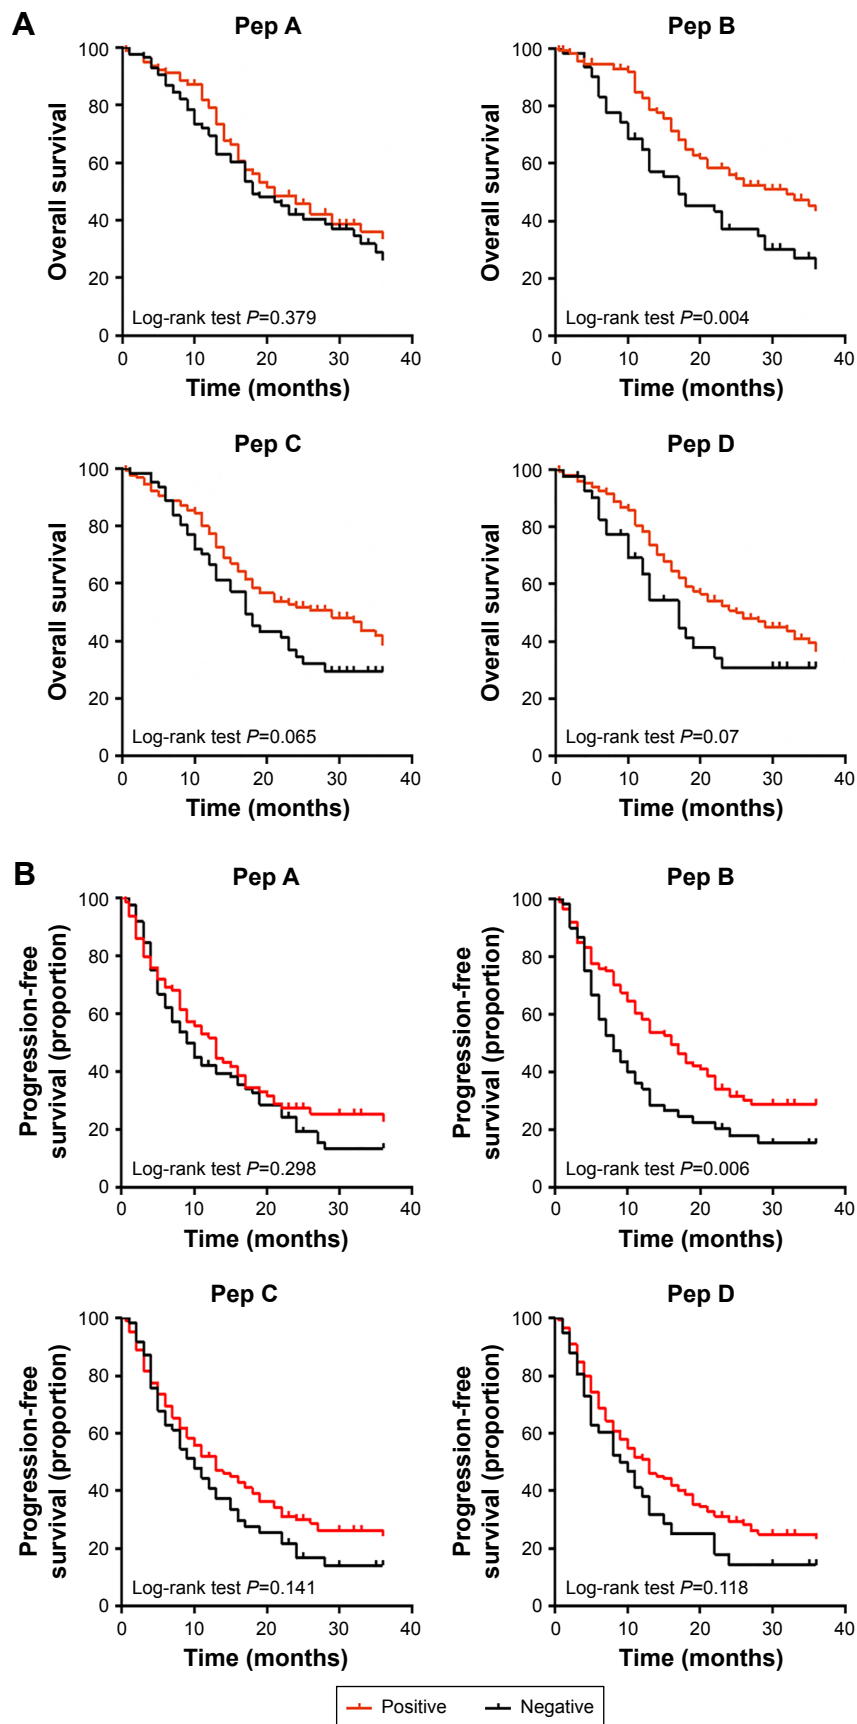 A
Pep A
Overall survival
100
80
60
40
20
0
Log-rank test P=0.379
0 10 20 30 40
Time (months)
Pep B
Overall survival
100
80
60
40
20
0
Log-rank test P=0.004
0 10 20 30 40
Time (months)
Pep C
Overall survival
100
80
60
40
20
0
Log-rank test P=0.065
0 10 20 30 40
Time (months)
Pep D
Overall survival
100
80
60
40
20
0
Log-rank test P=0.07
0 10 20 30 40
Time (months)
B
Pep A
Progression-free
survival (proportion)
100
80
60
40
20
0
Log-rank test P=0.298
0 10 20 30 40
Time (months)
Pep B
Progression-free
survival (proportion)
100
80
60
40
20
0
Log-rank test P=0.006
0 10 20 30 40
Time (months)
Pep C
Progression-free
survival (proportion)
100
80
60
40
20
0
Log-rank test P=0.141
0 10 20 30 40
Time (months)
Pep D
Progression-free
survival (proportion)
100
80
60
40
20
0
Log-rank test P=0.118
0 10 20 30 40
Time (months)
Positive Negative